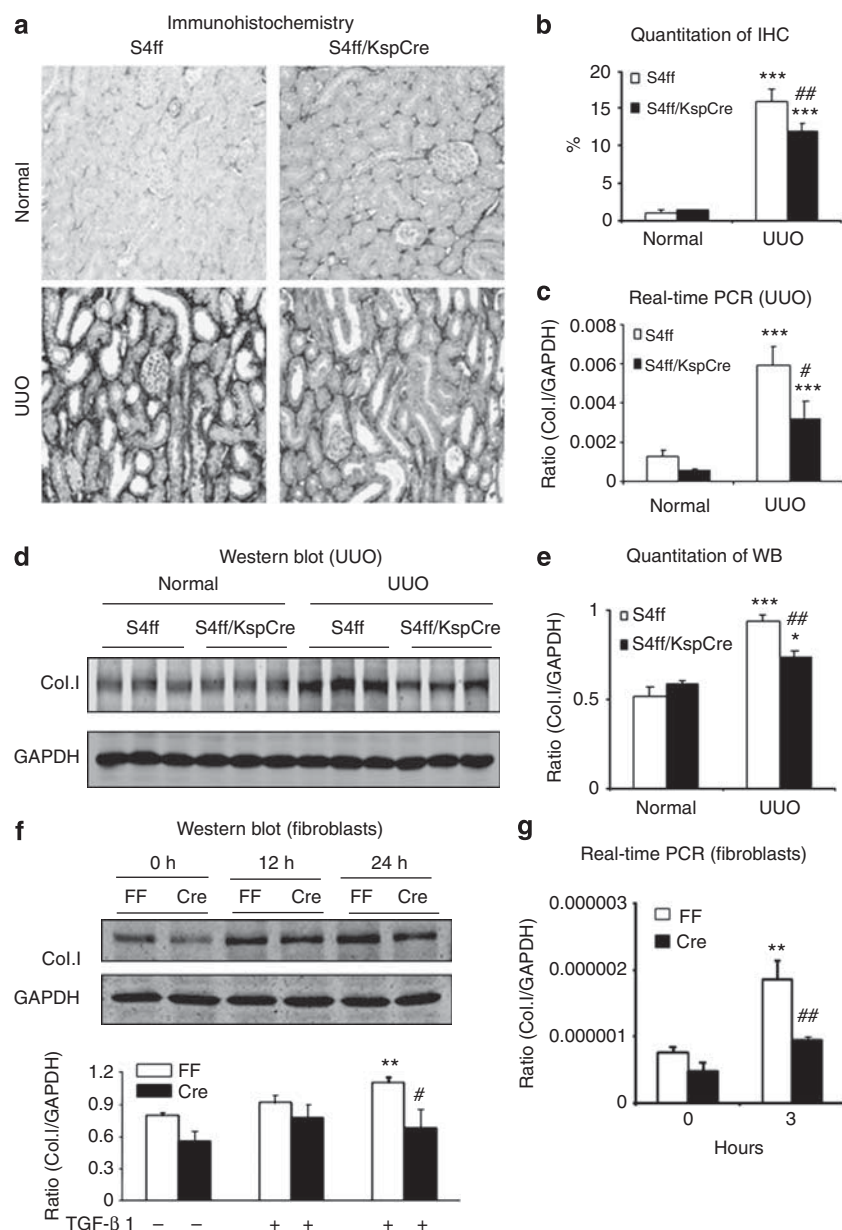 a
Immunohistochemistry
S4ff S4ff/KspCre
Normal
UUO
b
Quantitation of IHC
20
15
10
5
0
%
S4ff
S4ff/KspCre
***
##
***
Normal UUO
c
Real-time PCR (UUO)
0.008
0.006
0.004
0.002
0
Ratio (Col.I/GAPDH)
S4ff
S4ff/KspCre
***
#
***
Normal UUO
d
Western blot (UUO)
Normal UUO
S4ff S4ff/KspCre S4ff S4ff/KspCre
Col.I
GAPDH
e
Quantitation of WB
1
0.5
0
Ratio (Col.I/GAPDH)
S4ff
S4ff/KspCre
***
##
*
Normal UUO
f
Western blot (fibroblasts)
0 h 12 h 24 h
FF Cre FF Cre FF Cre
Col.I
GAPDH
1.2
0.9
0.6
0.3
0
Ratio (Col.I/GAPDH)
FF
Cre
**
#
TGF-β 1 – – + + + +
g
Real-time PCR (fibroblasts)
0.000003
0.000002
0.000001
0
Ratio (Col.I/GAPDH)
FF
Cre
**
##
0 3
Hours